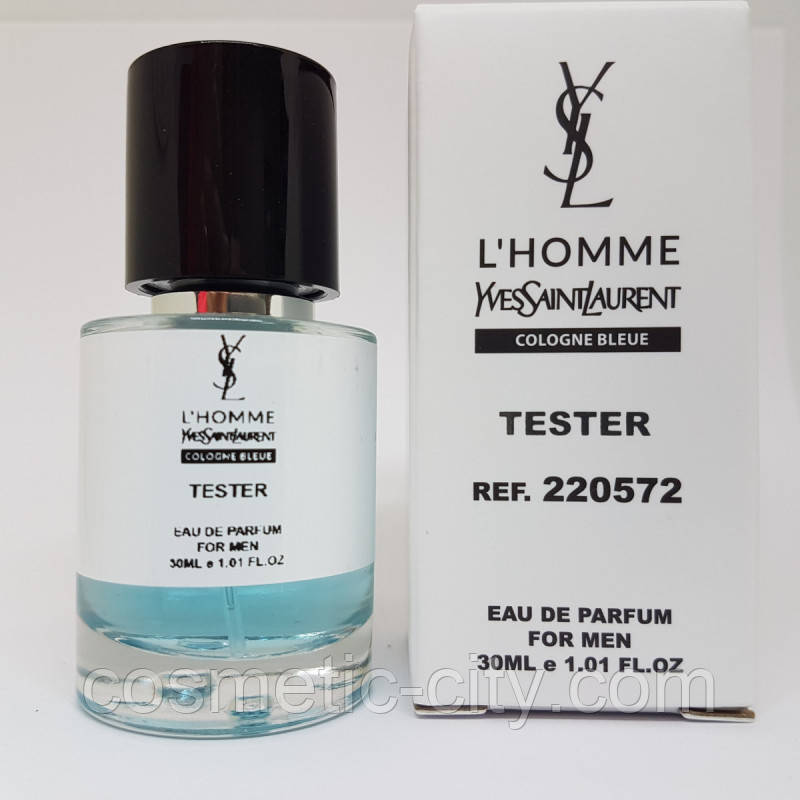 YSL
L'HOMME
YVESSAINTLAURENT
COLOGNE BLEUE
TESTER
EAU DE PARFUM
FOR MEN
30ML e 1.01 FL.OZ
YSL
L'HOMME
YVESSAINTLAURENT
COLOGNE BLEUE
TESTER
REF. 220572
EAU DE PARFUM
FOR MEN
30ML e 1.01 FL.OZ
cosmetic-city.com.ua